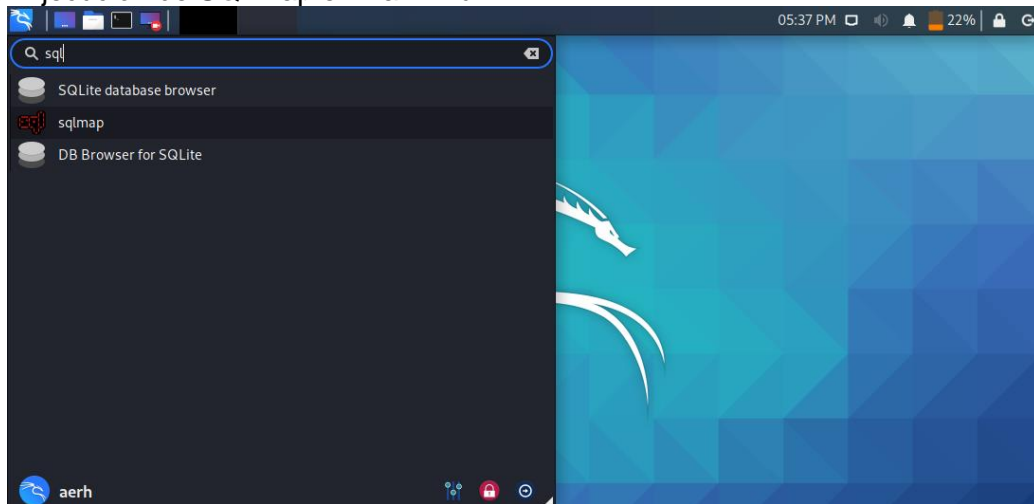 05:37 PM
22%
sql
SQLite database browser
sqlmap
DB Browser for SQLite
aerh